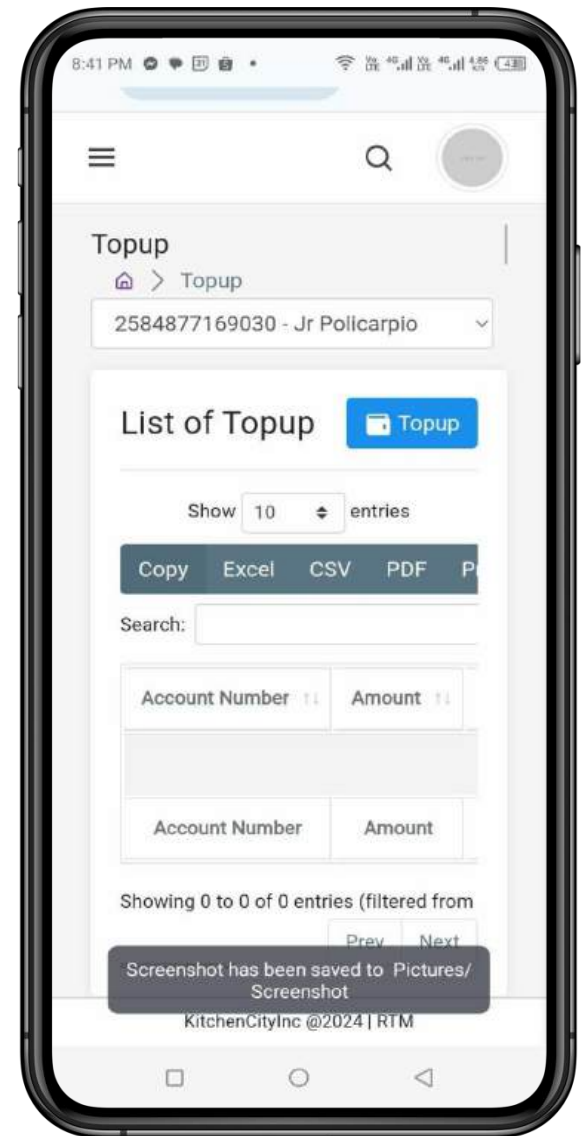 8:41 PM
Topup
Topup
2584877169030 - Jr Policarpio
List of Topup
Topup
Show 10 entries
Copy Excel CSV PDF
Search:
Account Number Amount
Account Number Amount
Showing 0 to 0 of 0 entries (filtered from
Prev Next
Screenshot has been saved to Pictures/
Screenshot
KitchenCityInc @2024 | RTM